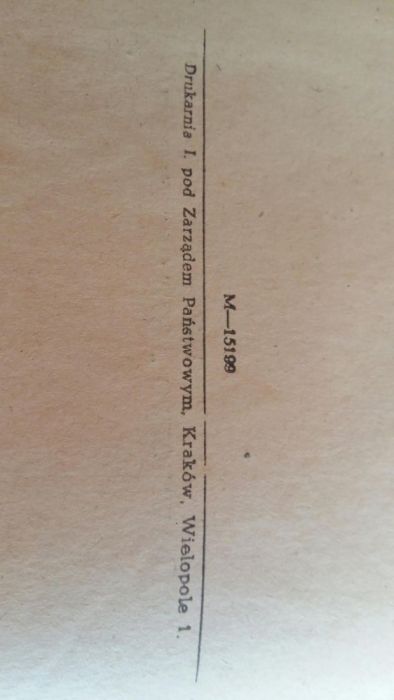 M—15199
Drukarnia I. pod Zarządem Państwowym, Kraków, Wielopole 1.